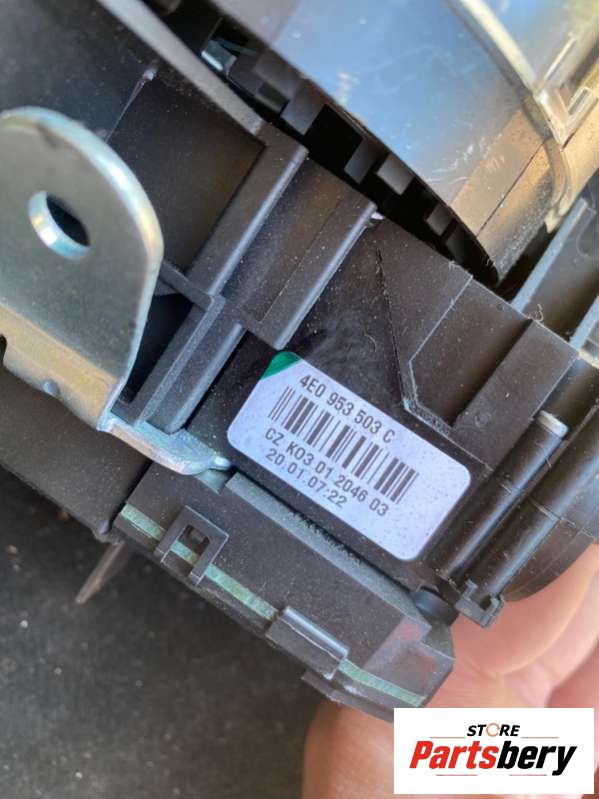 4E0 953 503 C
CZ K03 01 2046 03
20.01.07:22
STORE
Partsbery